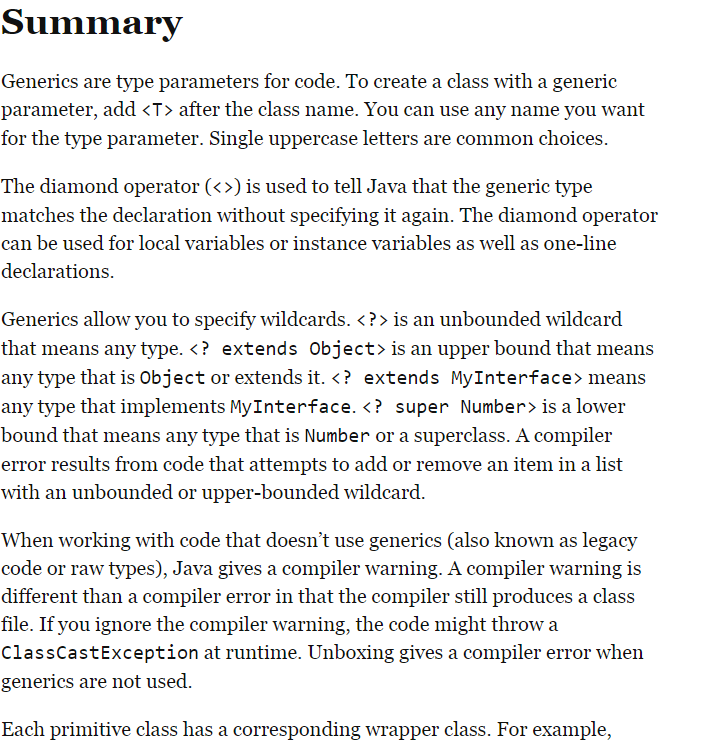 Summary
Generics are type parameters for code. To create a class with a generic
parameter, add <T> after the class name. You can use any name you want
for the type parameter. Single uppercase letters are common choices.
The diamond operator (<>) is used to tell Java that the generic type
matches the declaration without specifying it again. The diamond operator
can be used for local variables or instance variables as well as one-line
declarations.
Generics allow you to specify wildcards. <?> is an unbounded wildcard
that means any type. <? extends Object> is an upper bound that means
any type that is Object or extends it. <? extends MyInterface> means
any type that implements MyInterface. <? super Number> is a lower
bound that means any type that is Number or a superclass. A compiler
error results from code that attempts to add or remove an item in a list
with an unbounded or upper-bounded wildcard.
When working with code that doesn’t use generics (also known as legacy
code or raw types), Java gives a compiler warning. A compiler warning is
different than a compiler error in that the compiler still produces a class
file. If you ignore the compiler warning, the code might throw a
ClassCastException at runtime. Unboxing gives a compiler error when
generics are not used.
Each primitive class has a corresponding wrapper class. For example,